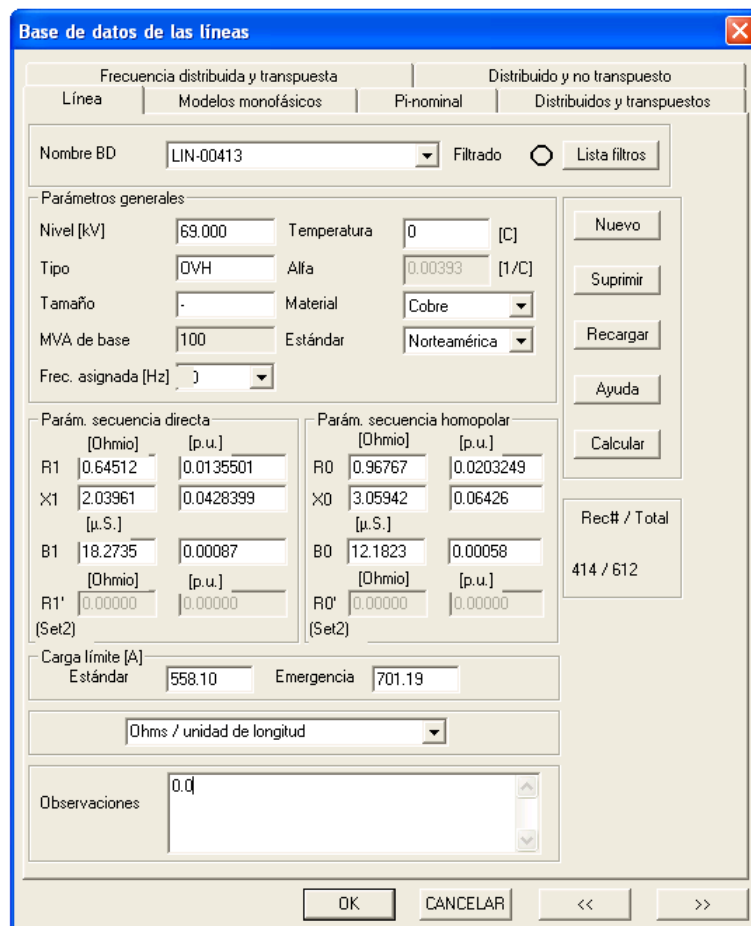 Base de datos de las líneas
Frecuencia distribuida y transpuesta Distribuido y no transpuesto
Línea Modelos monofásicos Pi-nominal Distribuidos y transpuestos
Nombre BD LIN-00413 Filtrado Lista filtros
Parámetros generales
Nivel [kV] 69.000 Temperatura 0 [C]
Tipo OVH Alfa 0.00393 [1/C]
Tamaño - Material Cobre
MVA de base 100 Estándar Norteamérica
Frec. asignada [Hz]
Nuevo
Suprimir
Recargar
Ayuda
Calcular
Parám. secuencia directa
[Ohmio] [p.u.]
R1 0.64512 0.0135501
X1 2.03961 0.0428399
[µ.S.]
B1 18.2735 0.00087
[Ohmio] [p.u.]
R1' 0.00000 0.00000
(Set2)
Parám. secuencia homopolar
[Ohmio] [p.u.]
R0 0.96767 0.0203249
X0 3.05942 0.06426
[µ.S.]
B0 12.1823 0.00058
[Ohmio] [p.u.]
R0' 0.00000 0.00000
(Set2)
Rec# / Total
414 / 612
Carga límite [A]
Estándar 558.10 Emergencia 701.19
Ohms / unidad de longitud
Observaciones 0.0
OK CANCELAR << >>